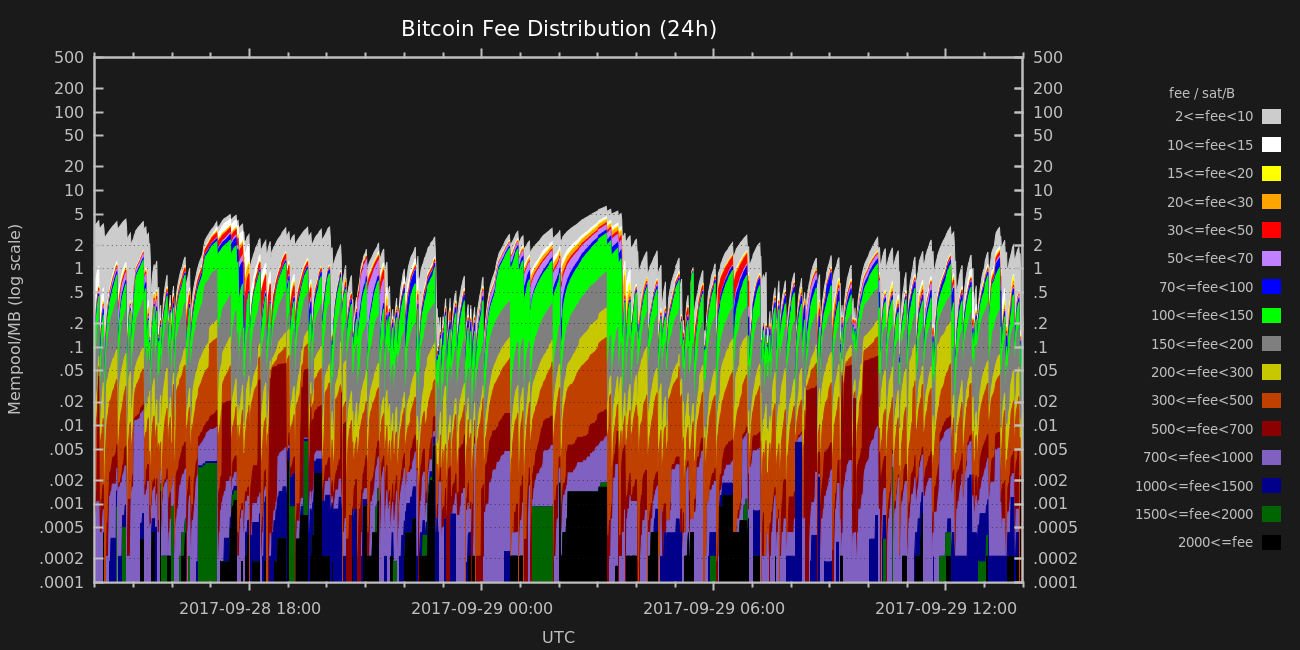 Bitcoin Fee Distribution (24h)
500
200
100
50
20
10
5
2
1
.5
.2
.1
.05
.02
.01
.005
.002
.001
.0005
.0002
.0001
Mempool/MB (log scale)
500
200
100
50
20
10
5
2
1
.5
.2
.1
.05
.02
.01
.005
.002
.001
.0005
.0002
.0001
2017-09-28 18:00
2017-09-29 00:00
2017-09-29 06:00
2017-09-29 12:00
UTC
fee / sat/B
2<=fee<10
10<=fee<15
15<=fee<20
20<=fee<30
30<=fee<50
50<=fee<70
70<=fee<100
100<=fee<150
150<=fee<200
200<=fee<300
300<=fee<500
500<=fee<700
700<=fee<1000
1000<=fee<1500
1500<=fee<2000
2000<=fee